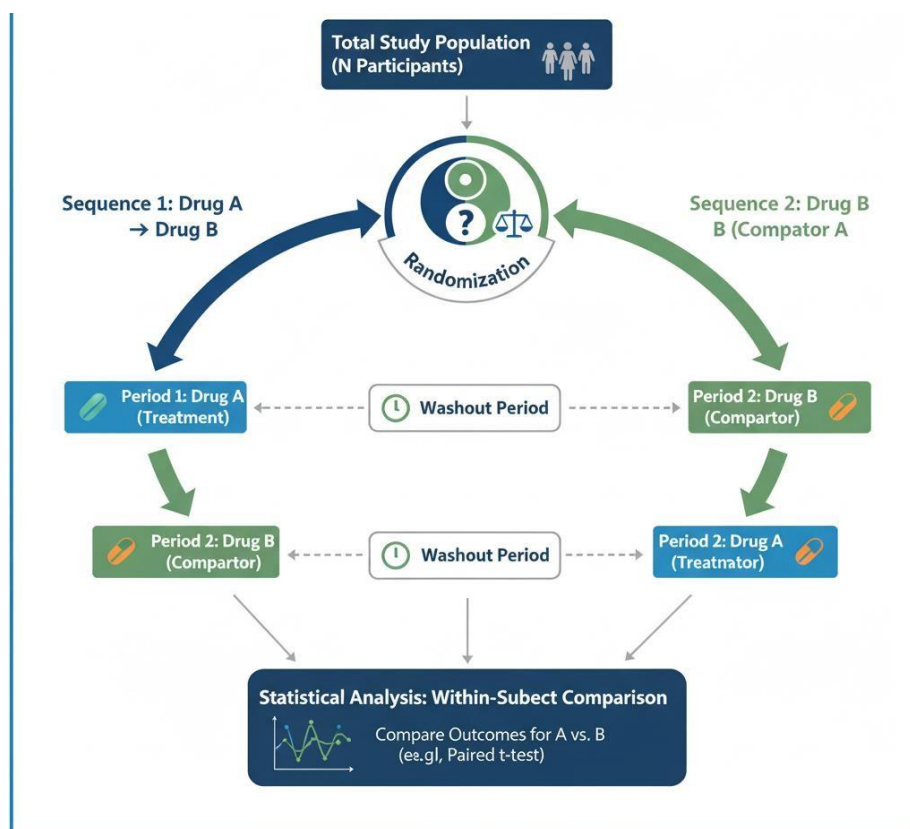 Total Study Population
(N Participants)
?
Randomization
Sequence 1: Drug A
→ Drug B
Sequence 2: Drug B
B (Compator A
Period 1: Drug A
(Treatment)
Washout Period
Period 2: Drug B
(Compartor)
Period 2: Drug B
(Compartor)
Washout Period
Period 2: Drug A
(Treatnator)
Statistical Analysis: Within-Subect Comparison
Compare Outcomes for A vs. B
(ee.gl, Paired t-test)